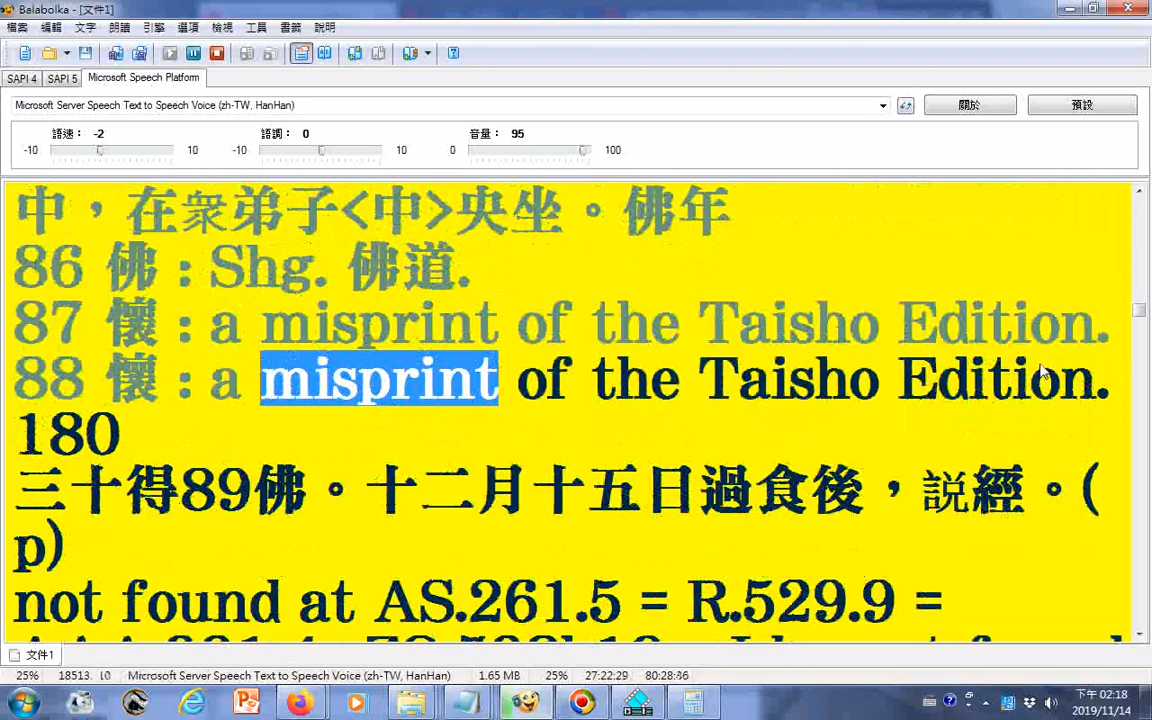 Balabolka - [文件1]
檔案 編輯 文字 朗讀 引擎 選項 檢視 工具 書籤 說明
SAPI 4 SAPI 5 Microsoft Speech Platform
Microsoft Server Speech Text to Speech Voice (zh-TW, HanHan) 關於 預設
語速: -2 語調: 0 音量: 95
-10 10 -10 10 0 100
中，在衆弟子<中>央坐。佛年
86 佛 : Shg. 佛道.
87 懷 : a misprint of the Taisho Edition.
88 懷 : a misprint of the Taisho Edition.
180
三十得89佛。十二月十五日過食後，説經。(
p)
not found at AS.261.5 = R.529.9 =
文件1
25% 18513: 10 Microsoft Server Speech Text to Speech Voice (zh-TW, HanHan) 1.65 MB 25% 27:22:29 80:28:36
下午 02:18
2019/11/14